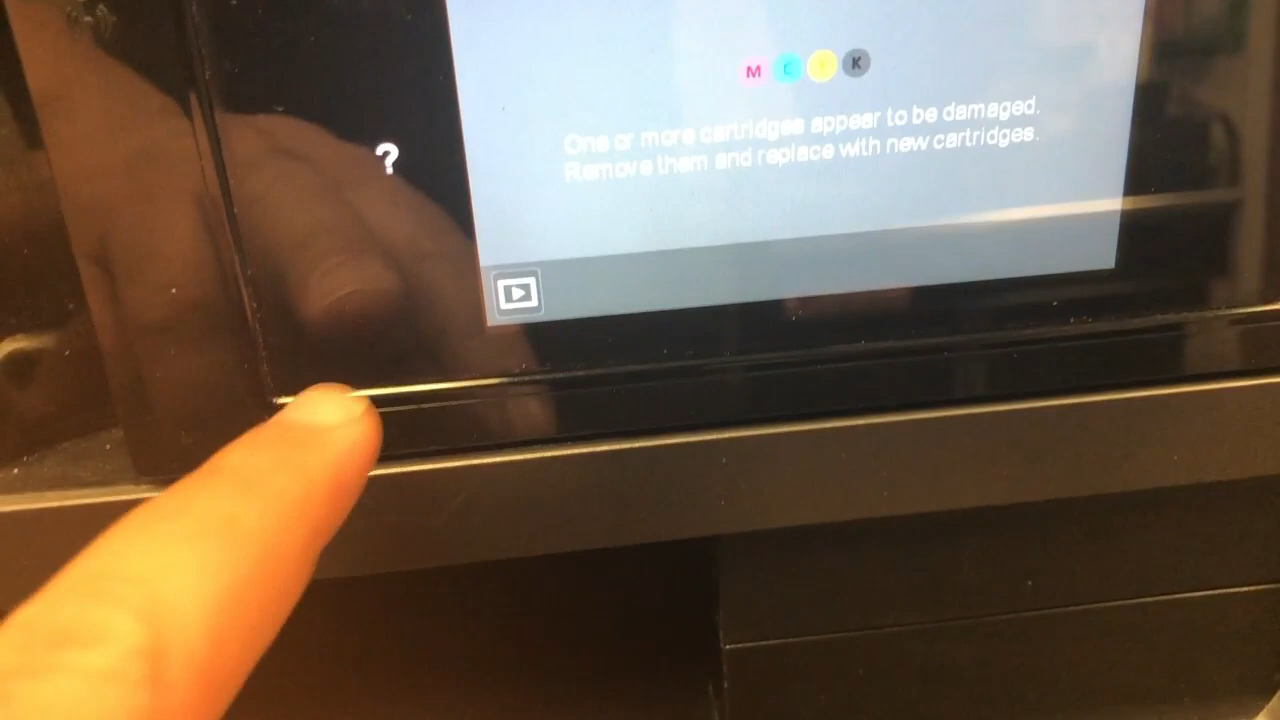 M C K
One or more cartridges appear to be damaged.
Remove them and replace with new cartridges.
?